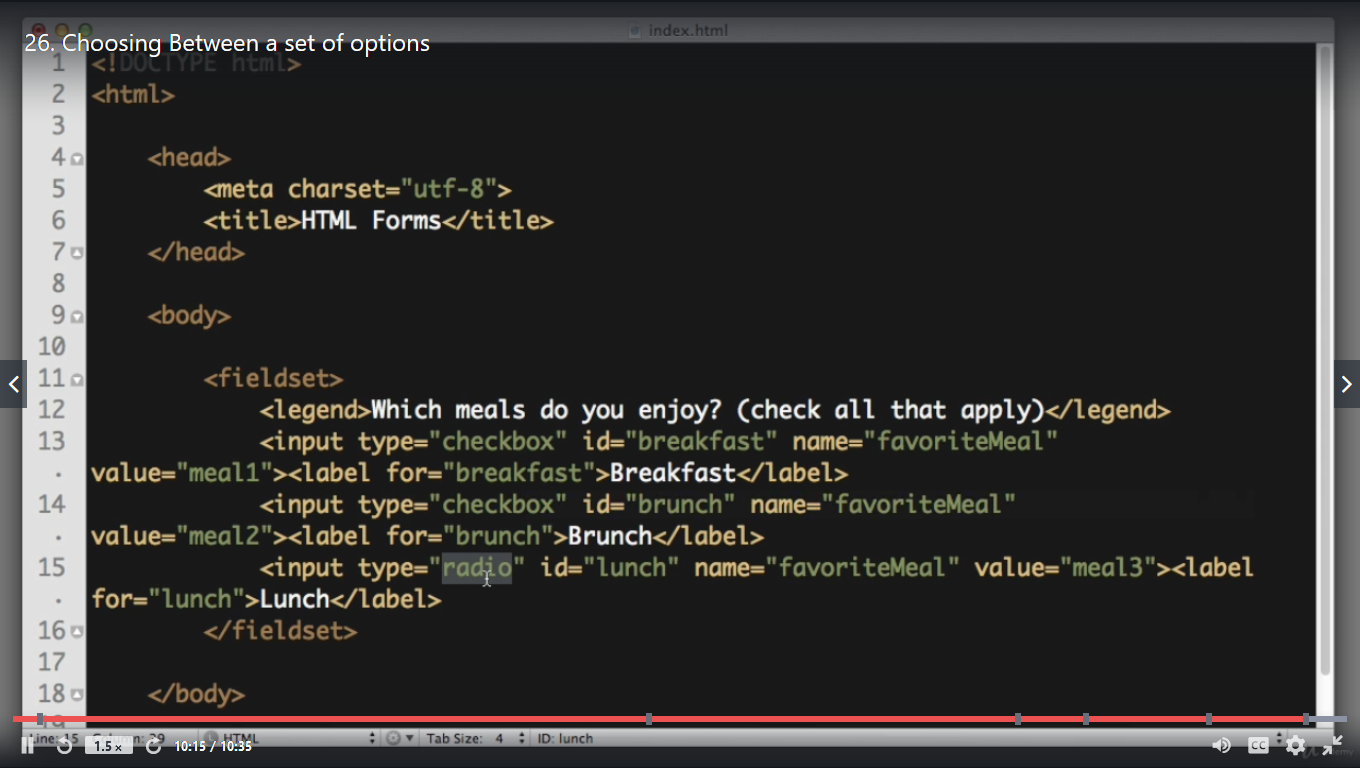 index.html
26. Choosing Between a set of options
1 <!DOCTYPE html>
2 <html>
3
4 <head>
5 <meta charset="utf-8">
6 <title>HTML Forms</title>
7 </head>
8
9 <body>
10
11 <fieldset>
12 <legend>Which meals do you enjoy? (check all that apply)</legend>
13 <input type="checkbox" id="breakfast" name="favoriteMeal"
value="meal1"><label for="breakfast">Breakfast</label>
14 <input type="checkbox" id="brunch" name="favoriteMeal"
value="meal2"><label for="brunch">Brunch</label>
15 <input type="radio" id="lunch" name="favoriteMeal" value="meal3"><label
for="lunch">Lunch</label>
16 </fieldset>
17
18 </body>
19
Line: 15 HTML Tab Size: 4 ID: lunch
1.5 × 10:15 / 10:35 CC